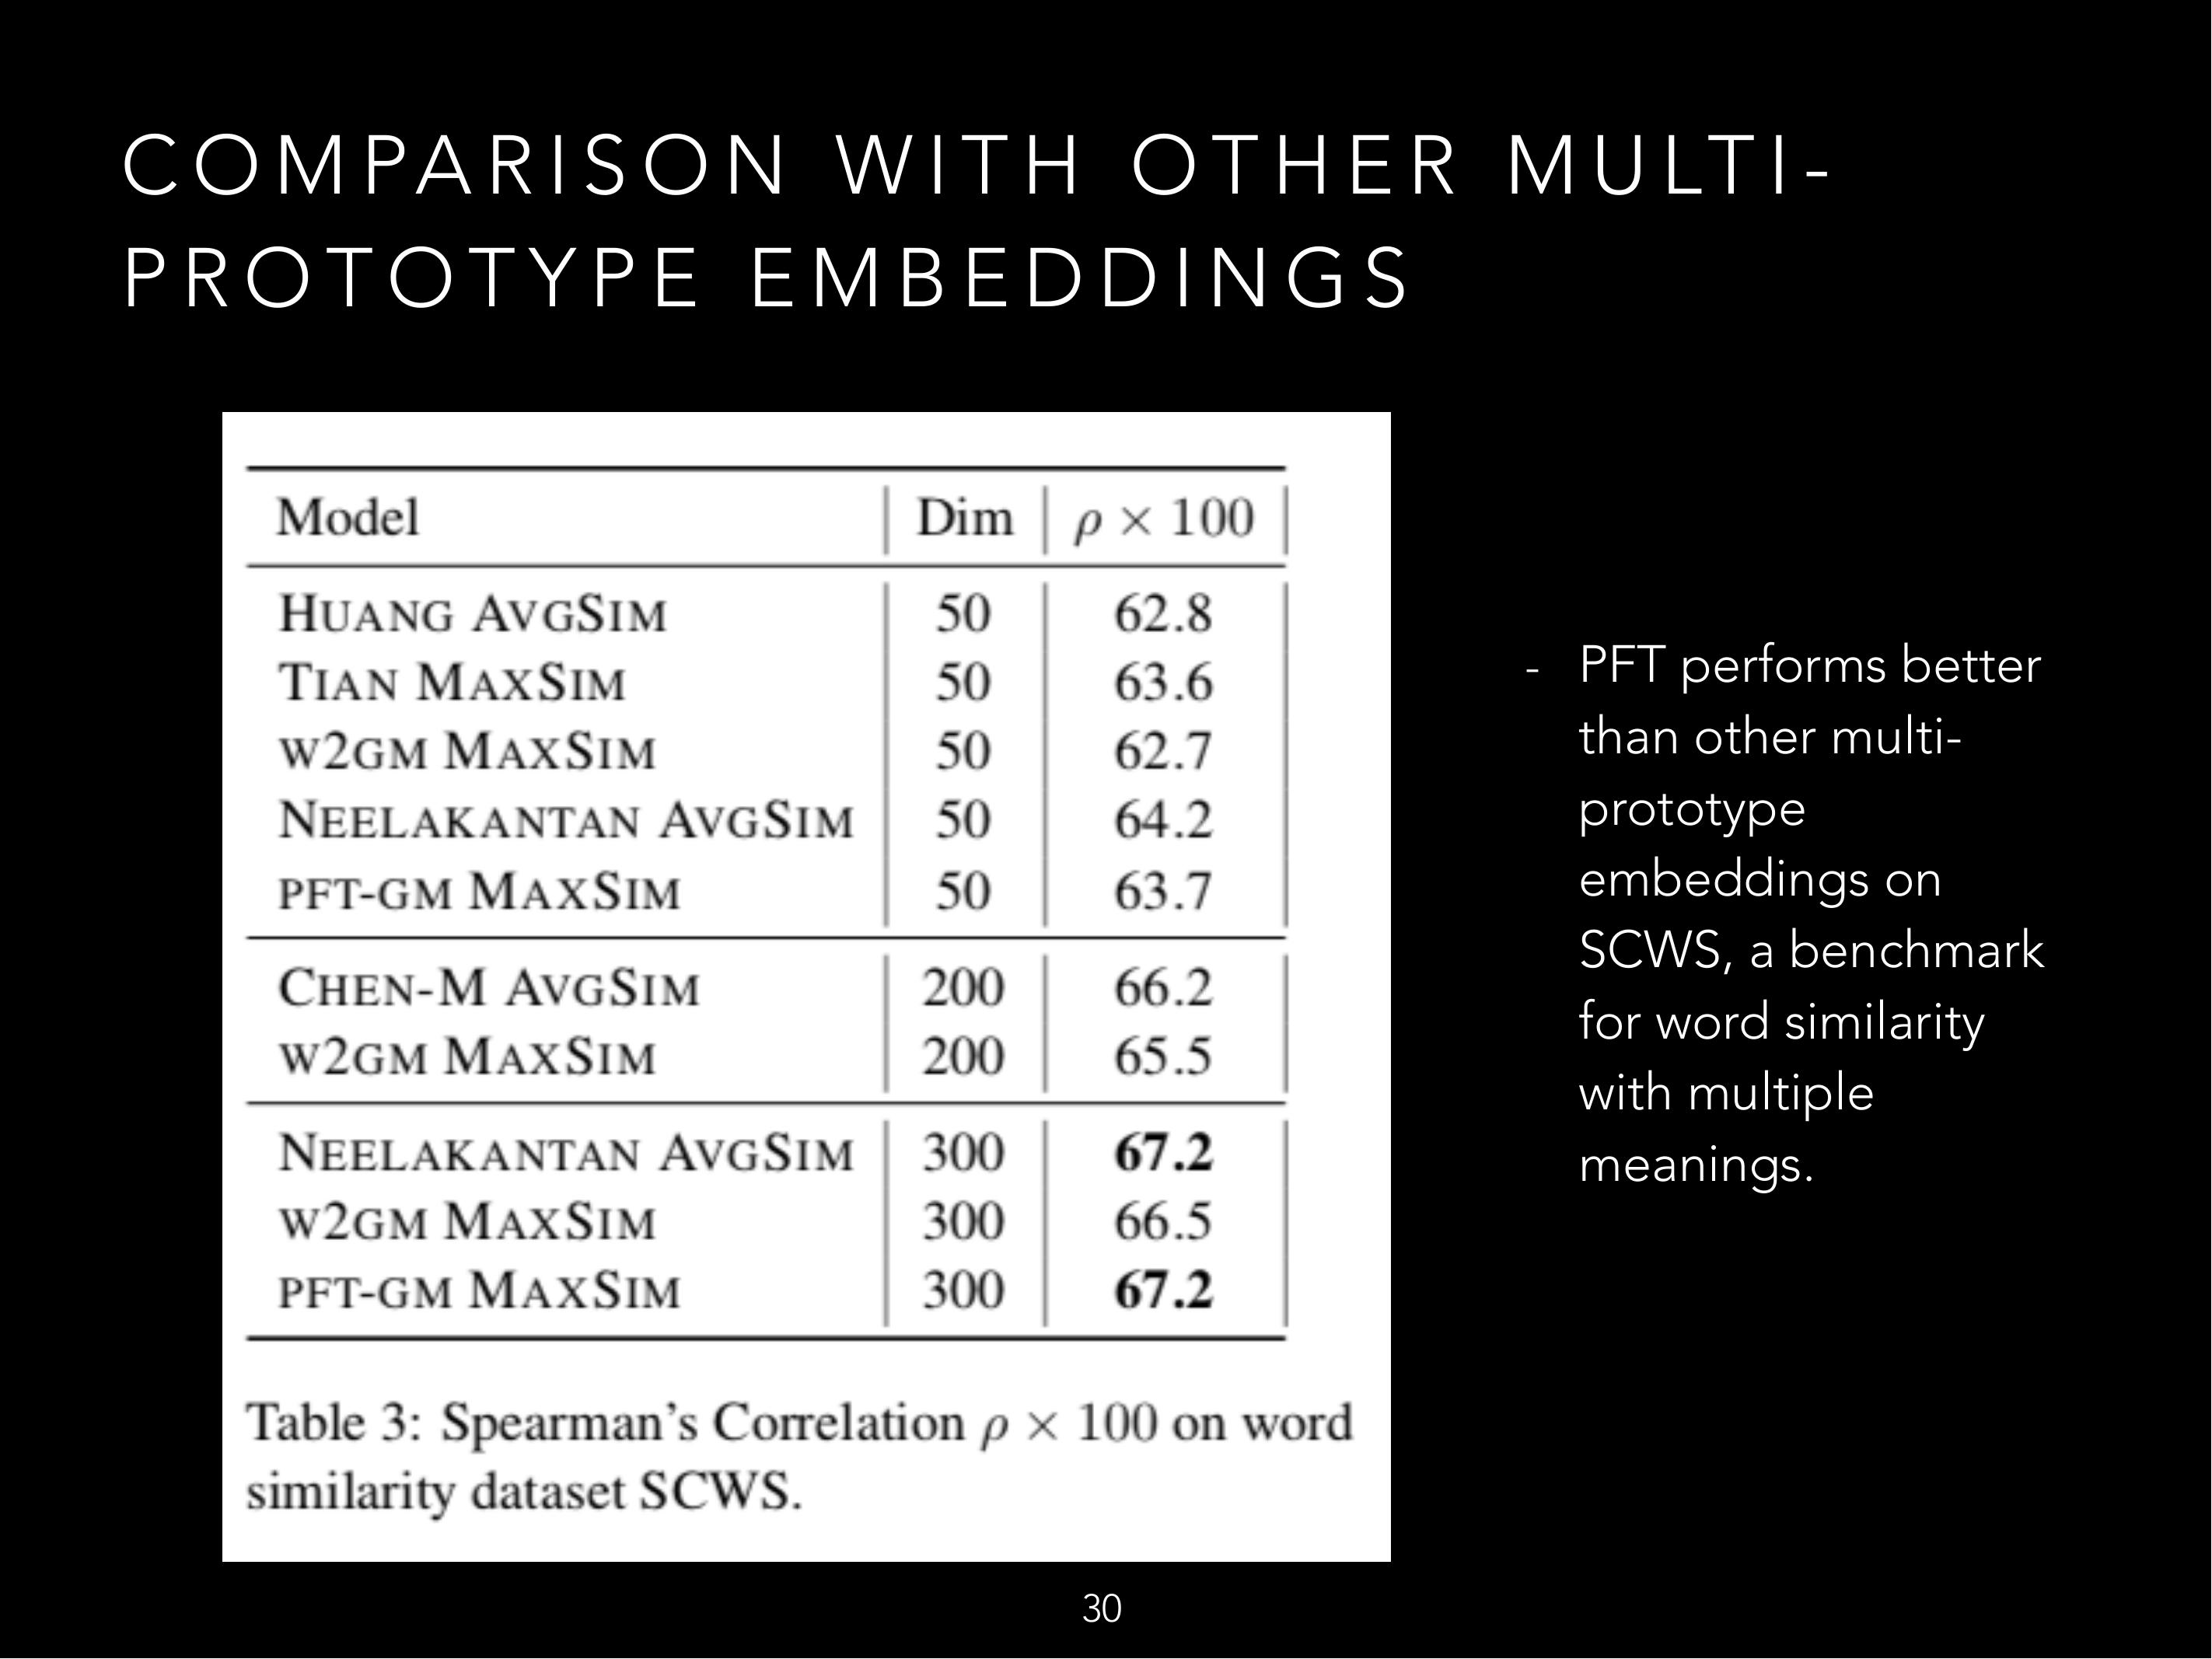 COMPARISON WITH OTHER MULTI-
PROTOTYPE EMBEDDINGS
Model Dim ρ × 100
HUANG AVGSIM 50 62.8
TIAN MAXSIM 50 63.6
W2GM MAXSIM 50 62.7
NEELAKANTAN AVGSIM 50 64.2
PFT-GM MAXSIM 50 63.7
CHEN-M AVGSIM 200 66.2
W2GM MAXSIM 200 65.5
NEELAKANTAN AVGSIM 300 67.2
W2GM MAXSIM 300 66.5
PFT-GM MAXSIM 300 67.2
Table 3: Spearman's Correlation ρ × 100 on word
similarity dataset SCWS.
- PFT performs better
than other multi-
prototype
embeddings on
SCWS, a benchmark
for word similarity
with multiple
meanings.
30